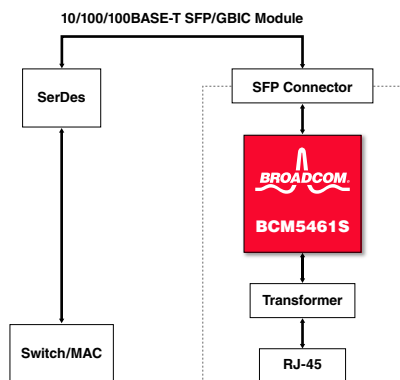 10/100/100BASE-T SFP/GBIC Module
SerDes
SFP Connector
BROADCOM.
BCM5461S
Transformer
Switch/MAC
RJ-45